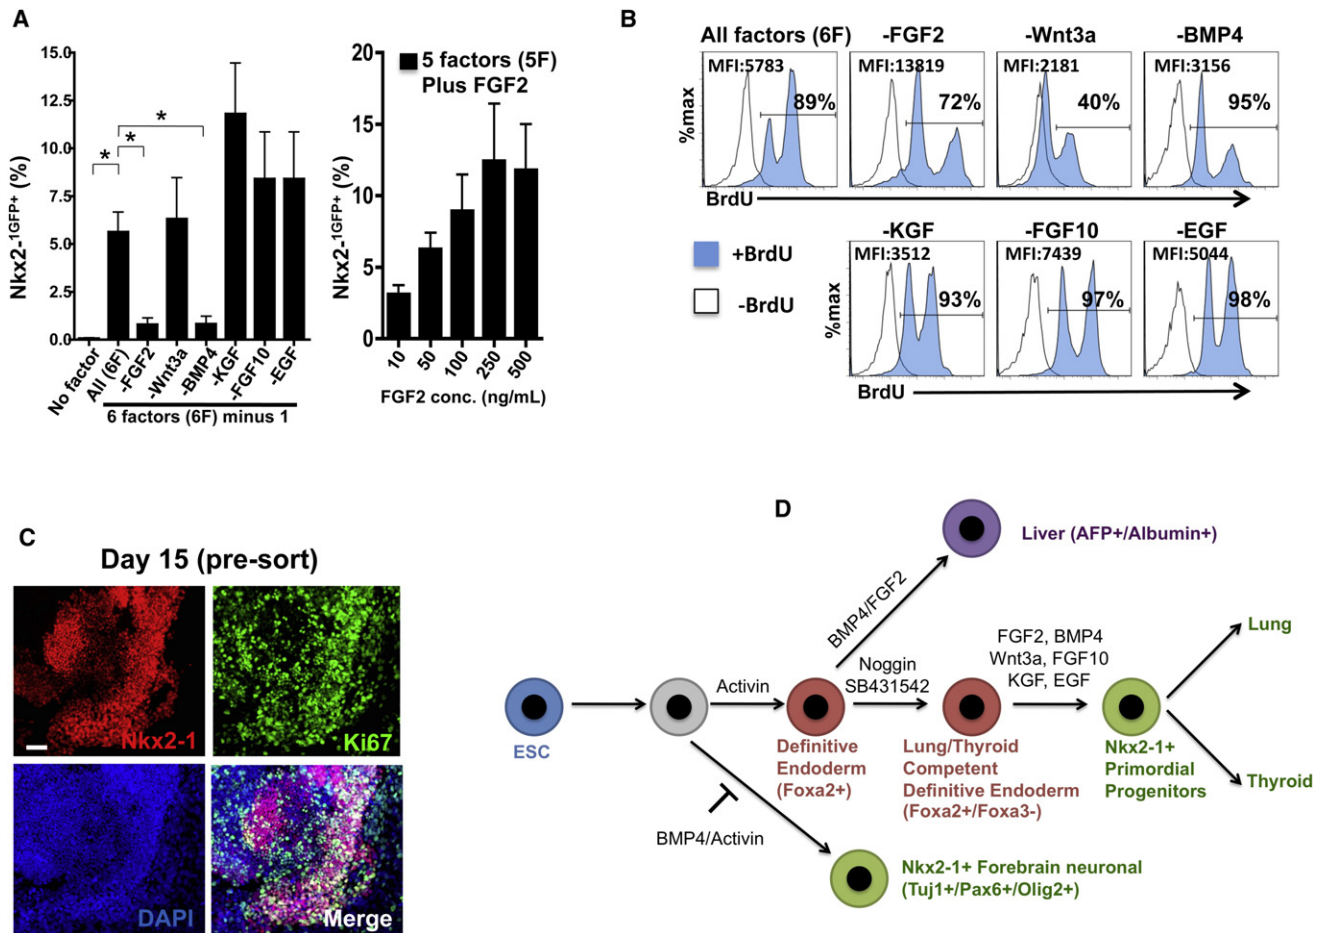 A
15.0
12.5
10.0
7.5
5.0
2.5
0.0
Nkx2-1GFP+ (%)
*
*
*
No factor
All (6F)
-FGF2
-Wnt3a
-BMP4
-KGF
-FGF10
-EGF
6 factors (6F) minus 1
20
15
10
5
0
Nkx2-1GFP+ (%)
5 factors (5F)
Plus FGF2
10
50
100
250
500
FGF2 conc. (ng/mL)
B
All factors (6F)
-FGF2
-Wnt3a
-BMP4
MFI:5783
89%
MFI:13819
72%
MFI:2181
40%
MFI:3156
95%
%max
BrdU
-KGF
-FGF10
-EGF
MFI:3512
93%
MFI:7439
97%
MFI:5044
98%
%max
BrdU
+BrdU
-BrdU
C
Day 15 (pre-sort)
Nkx2-1
Ki67
DAPI
Merge
D
Liver (AFP+/Albumin+)
BMP4/FGF2
ESC
Activin
Definitive
Endoderm
(Foxa2+)
Noggin
SB431542
Lung/Thyroid
Competent
Definitive Endoderm
(Foxa2+/Foxa3-)
FGF2, BMP4
Wnt3a, FGF10
KGF, EGF
Nkx2-1+
Primordial
Progenitors
Lung
Thyroid
BMP4/Activin
Nkx2-1+ Forebrain neuronal
(Tuj1+/Pax6+/Olig2+)